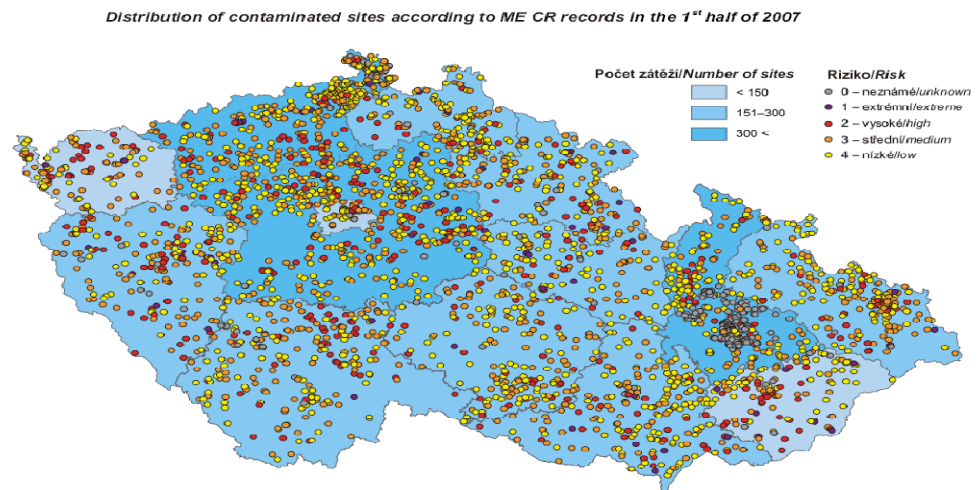 Distribution of contaminated sites according to ME CR records in the 1st half of 2007
Počet zátěží/Number of sites
< 150
151–300
300 <
Riziko/Risk
0 – neznámé/unknown
1 – extrémní/extreme
2 – vysoké/high
3 – střední/medium
4 – nízké/low